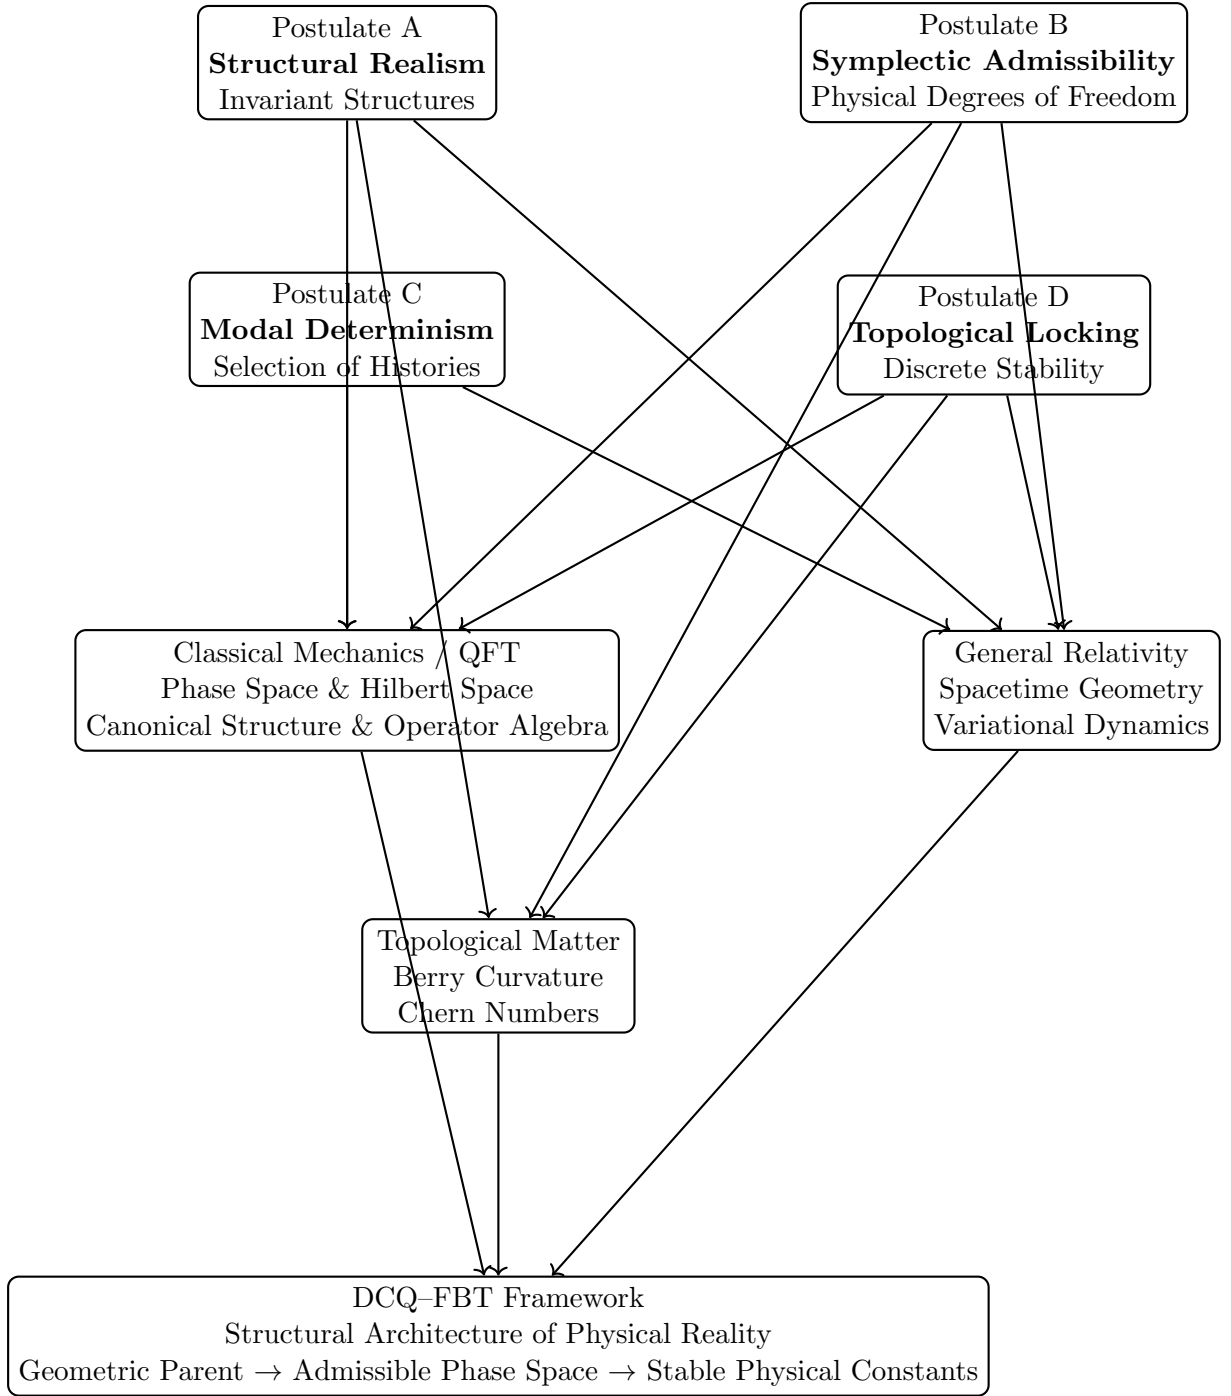 Postulate A
Structural Realism
Invariant Structures
Postulate B
Symplectic Admissibility
Physical Degrees of Freedom
Postulate C
Modal Determinism
Selection of Histories
Postulate D
Topological Locking
Discrete Stability
Classical Mechanics / QFT
Phase Space & Hilbert Space
Canonical Structure & Operator Algebra
General Relativity
Spacetime Geometry
Variational Dynamics
Topological Matter
Berry Curvature
Chern Numbers
DCQ–FBT Framework
Structural Architecture of Physical Reality
Geometric Parent → Admissible Phase Space → Stable Physical Constants